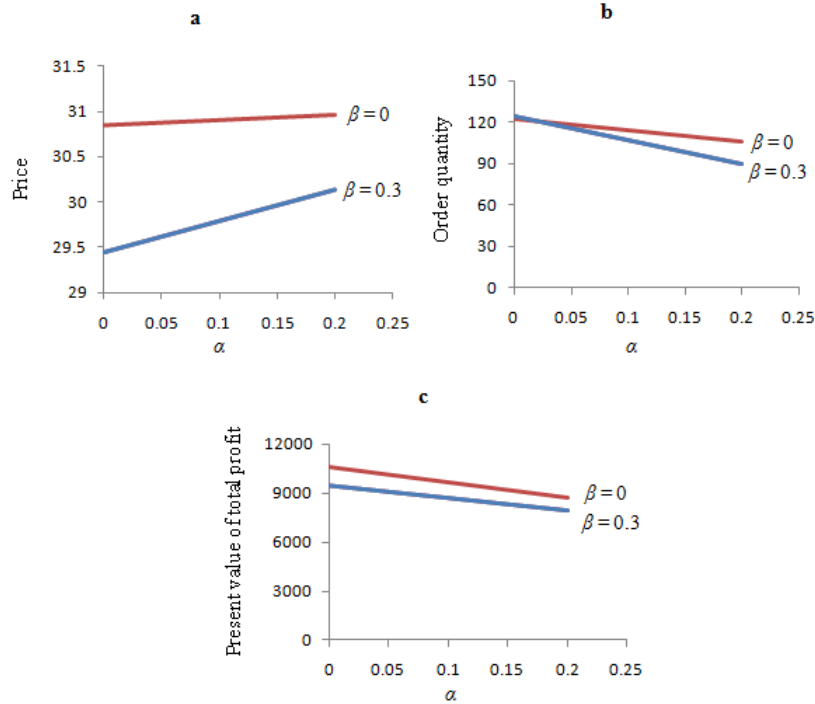 a
31.5
31
30.5
30
29.5
29
Price
β = 0
β = 0.3
0 0.05 0.1 0.15 0.2 0.25
α
b
150
120
90
60
30
0
Order quantity
β = 0
β = 0.3
0 0.05 0.1 0.15 0.2 0.25
α
c
12000
9000
6000
3000
0
Present value of total profit
β = 0
β = 0.3
0 0.05 0.1 0.15 0.2 0.25
α